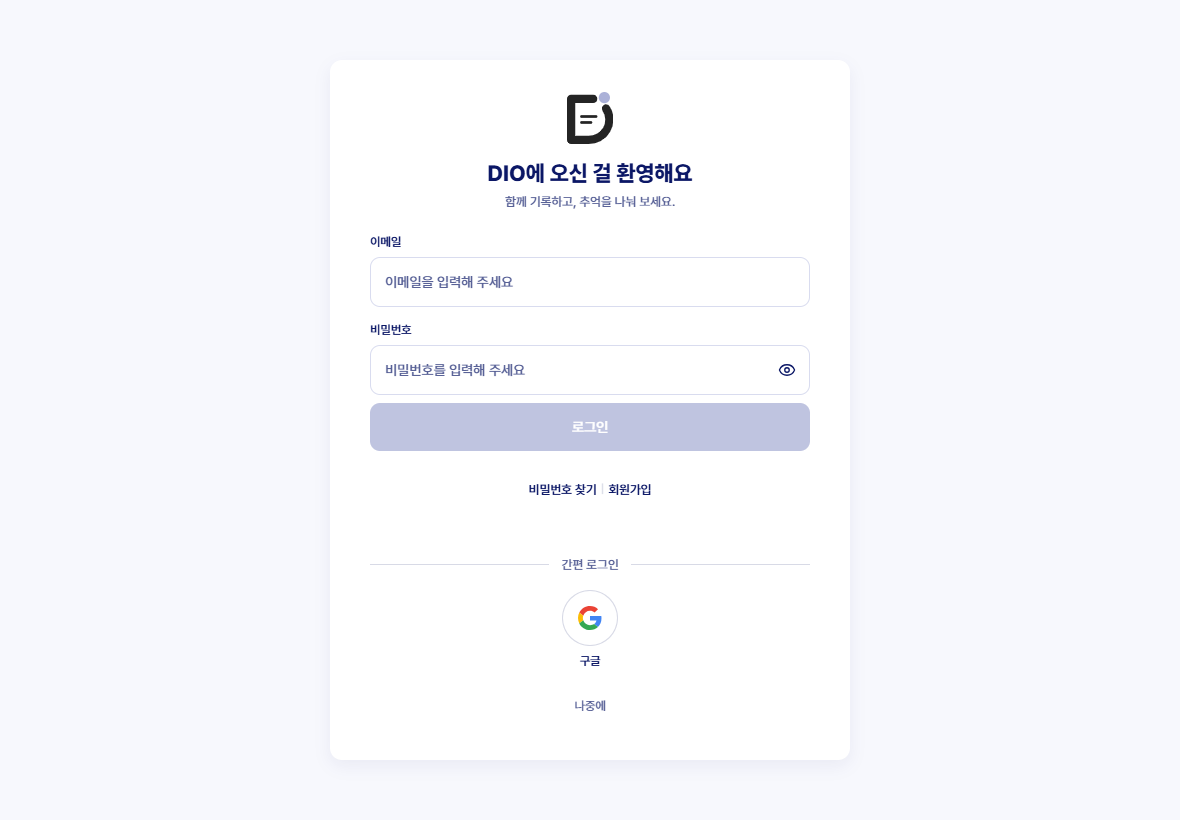 DIO에 오신 걸 환영해요
함께 기록하고, 추억을 나눠 보세요.
이메일
이메일을 입력해 주세요
비밀번호
비밀번호를 입력해 주세요
로그인
비밀번호 찾기 | 회원가입
간편 로그인
구글
나중에